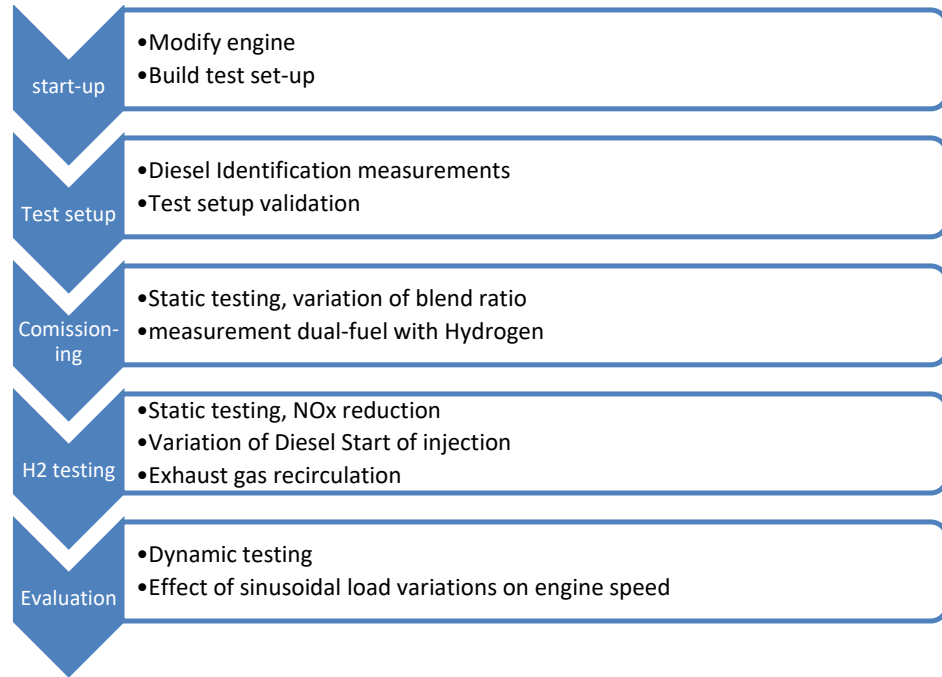 start-up
•Modify engine
•Build test set-up
Test setup
•Diesel Identification measurements
•Test setup validation
Comission-
ing
•Static testing, variation of blend ratio
•measurement dual-fuel with Hydrogen
H2 testing
•Static testing, NOx reduction
•Variation of Diesel Start of injection
•Exhaust gas recirculation
Evaluation
•Dynamic testing
•Effect of sinusoidal load variations on engine speed